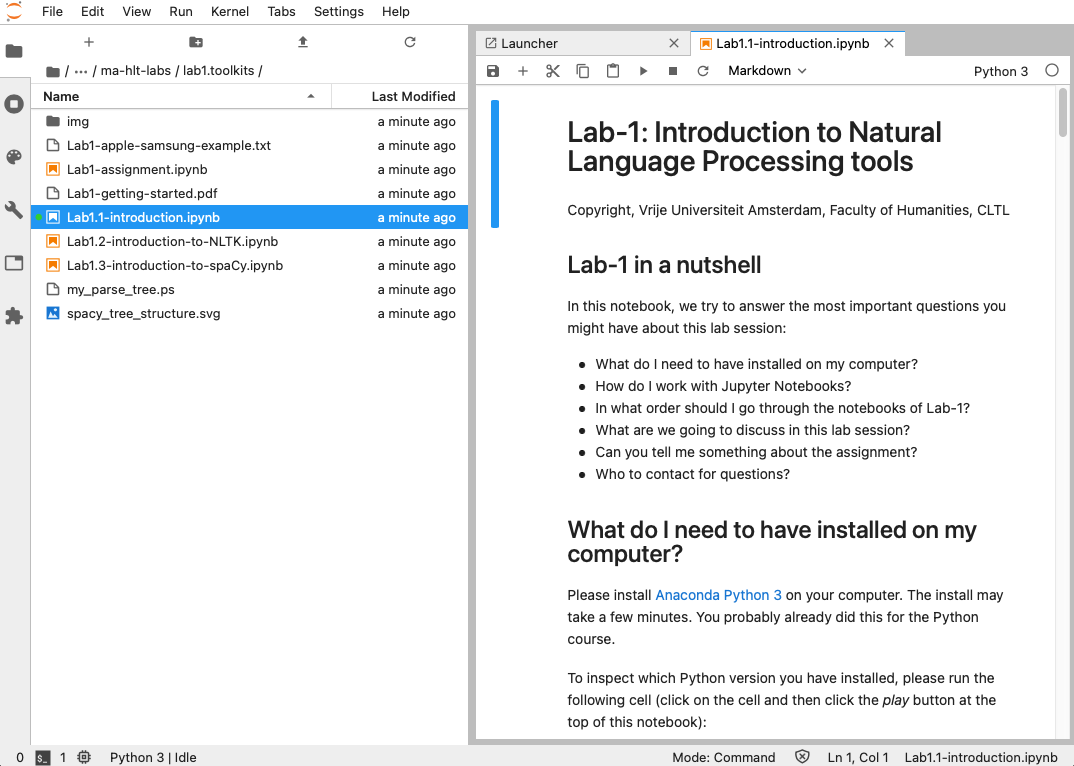 File Edit View Run Kernel Tabs Settings Help
/ ... / ma-hlt-labs / lab1.toolkits /
Name Last Modified
img a minute ago
Lab1-apple-samsung-example.txt a minute ago
Lab1-assignment.ipynb a minute ago
Lab1-getting-started.pdf a minute ago
Lab1.1-introduction.ipynb a minute ago
Lab1.2-introduction-to-NLTK.ipynb a minute ago
Lab1.3-introduction-to-spaCy.ipynb a minute ago
my_parse_tree.ps a minute ago
spacy_tree_structure.svg a minute ago
Launcher Lab1.1-introduction.ipynb
Markdown Python 3
Lab-1: Introduction to Natural
Language Processing tools
Copyright, Vrije Universiteit Amsterdam, Faculty of Humanities, CLTL
Lab-1 in a nutshell
In this notebook, we try to answer the most important questions you
might have about this lab session:
• What do I need to have installed on my computer?
• How do I work with Jupyter Notebooks?
• In what order should I go through the notebooks of Lab-1?
• What are we going to discuss in this lab session?
• Can you tell me something about the assignment?
• Who to contact for questions?
What do I need to have installed on my
computer?
Please install Anaconda Python 3 on your computer. The install may
take a few minutes. You probably already did this for the Python
course.
To inspect which Python version you have installed, please run the
following cell (click on the cell and then click the play button at the
top of this notebook):
0 $_ 1 Python 3 | Idle Mode: Command Ln 1, Col 1 Lab1.1-introduction.ipynb